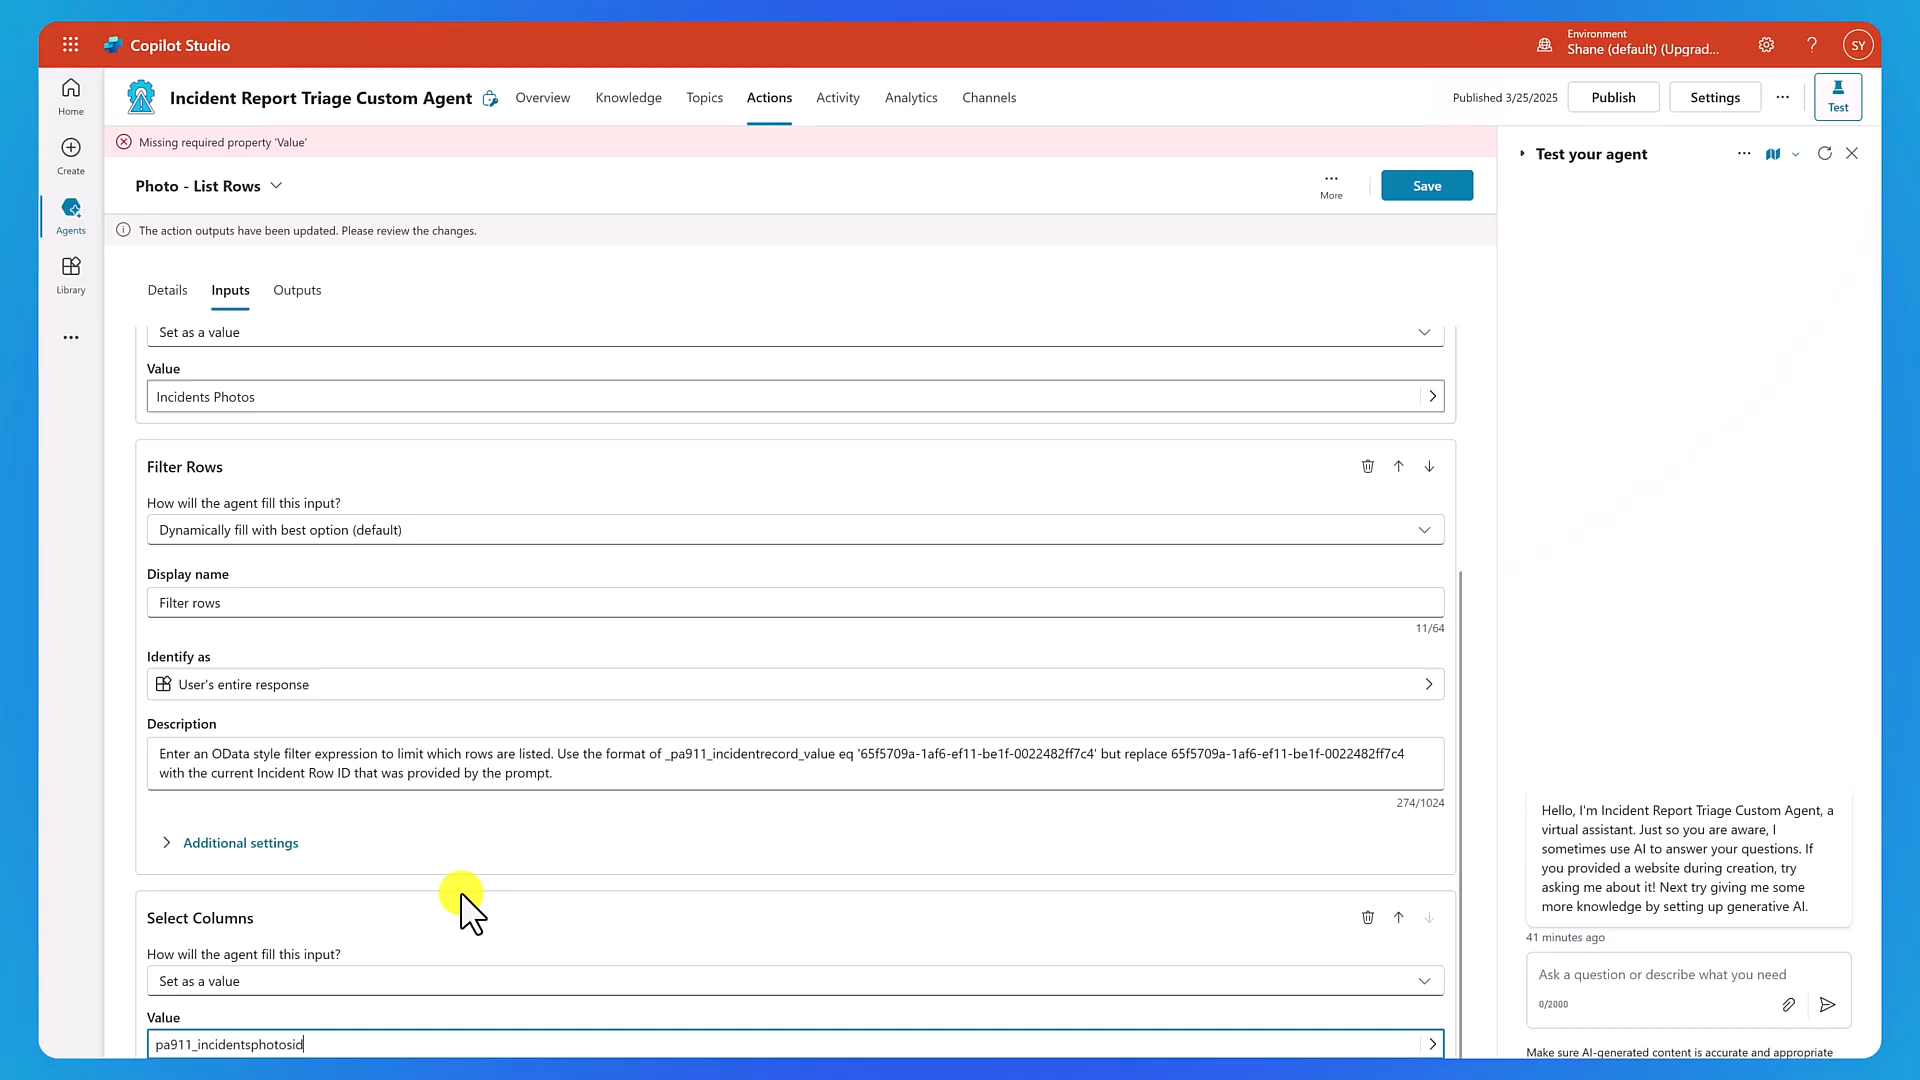 Copilot Studio
Environment
Shane (default) (Upgrad...
?
SY
Home
Create
Agents
Library
Incident Report Triage Custom Agent
Overview
Knowledge
Topics
Actions
Activity
Analytics
Channels
Published 3/25/2025
Publish
Settings
Test
Missing required property 'Value'
Photo - List Rows
More
Save
The action outputs have been updated. Please review the changes.
Details
Inputs
Outputs
Set as a value
Value
Incidents Photos
Filter Rows
How will the agent fill this input?
Dynamically fill with best option (default)
Display name
Filter rows
11/64
Identify as
User's entire response
Description
Enter an OData style filter expression to limit which rows are listed. Use the format of _pa911_incidentrecord_value eq '65f5709a-1af6-ef11-be1f-0022482ff7c4' but replace 65f5709a-1af6-ef11-be1f-0022482ff7c4
with the current Incident Row ID that was provided by the prompt.
274/1024
Additional settings
Select Columns
How will the agent fill this input?
Set as a value
Value
pa911_incidentsphotosid
Test your agent
Hello, I'm Incident Report Triage Custom Agent, a
virtual assistant. Just so you are aware, I
sometimes use AI to answer your questions. If
you provided a website during creation, try
asking me about it! Next try giving me some
more knowledge by setting up generative AI.
41 minutes ago
Ask a question or describe what you need
0/2000
Make sure AI-generated content is accurate and appropriate